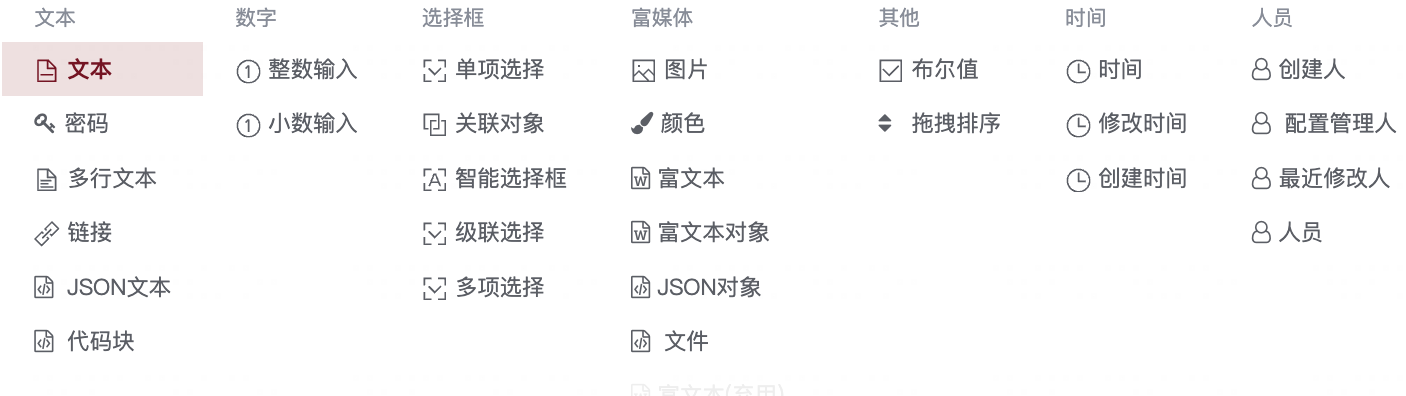 文本 数字 选择框 富媒体 其他 时间 人员
文本 整数输入 单项选择 图片 布尔值 时间 创建人
密码 小数输入 关联对象 颜色 拖拽排序 修改时间 配置管理人
多行文本 智能选择框 富文本 创建时间 最近修改人
链接 级联选择 富文本对象 人员
JSON文本 多项选择 JSON对象
代码块 文件
富文本(弃用)